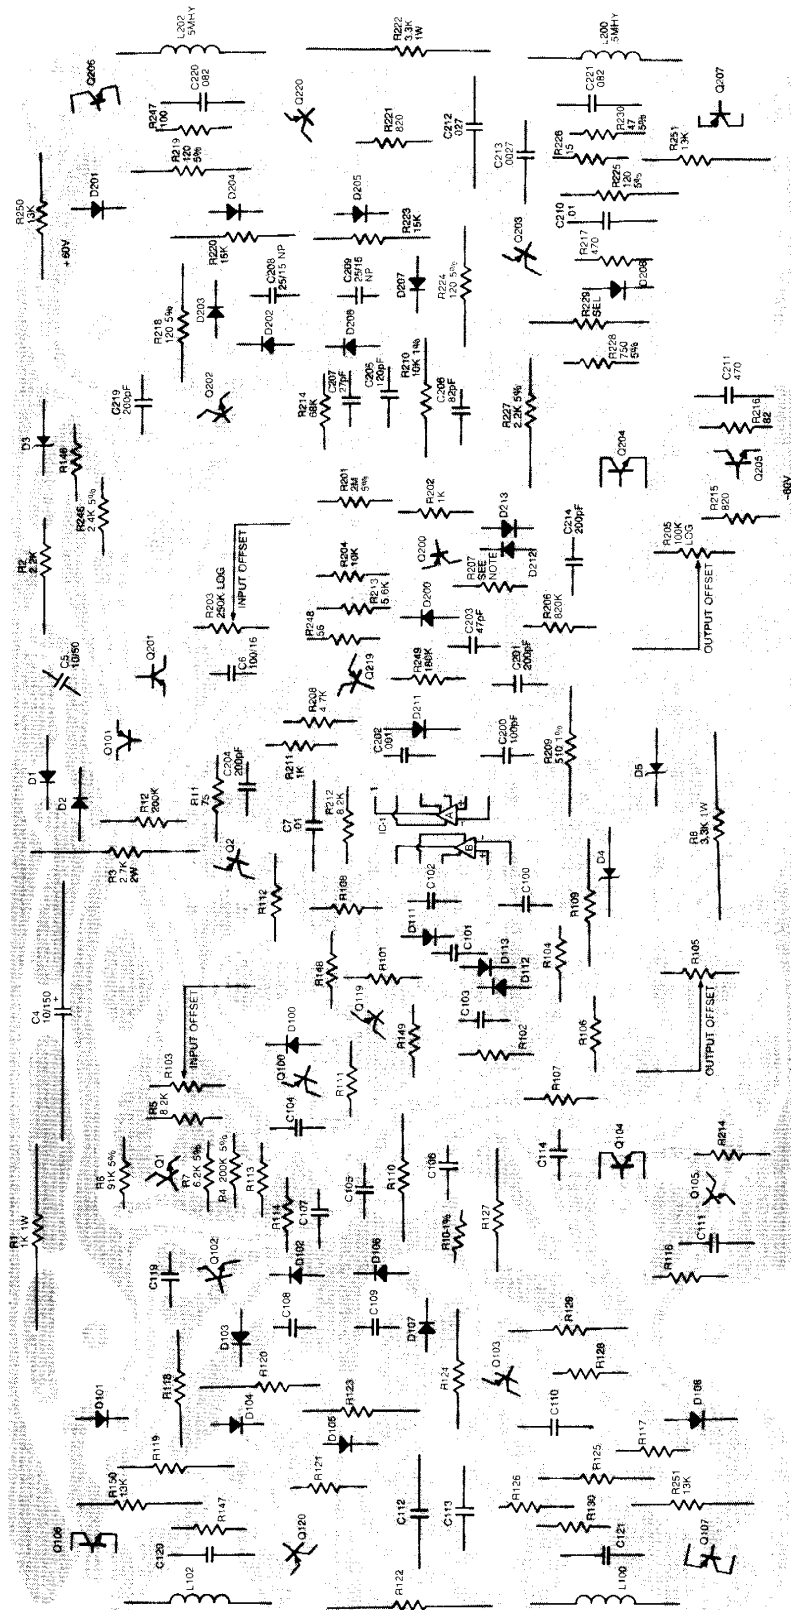 L202
5MHY
R222
3.3K
1W
L200
5MHY
Q206
C220
.082
Q220
C221
.082
Q207
R247
100
R221
820
C212
.027
R230
47
5%
R219
120
5%
C213
.0027
R226
15
R251
13K
R250
13K
D201
D204
D205
R225
120
5%
+60V
R220
15K
R223
15K
Q203
C210
.01
R217
470
C208
25/15 NP
C209
25/15
NP
D207
R224
120 5%
R218
120 5%
D203
D202
D208
R229
SEL
R228
750
5%
C219
200pF
Q202
R214
68K
C207
27pF
C205
120pF
R210
10K 1%
C206
82pF
R227
2.2K 5%
C211
470
D3
R146
R216
82
Q204
R246
2.4K 5%
R201
2M
5%
R202
1K
D213
Q205
-60V
R2
2.2K
R203
250K LOG
INPUT OFFSET
R204
10K
Q200
R207
SEE
NOTE
D212
C214
200pF
R215
820
R205
100K
LOG
R213
5.6K
D200
R248
56
C203
47pF
R206
820K
OUTPUT OFFSET
C5
10/50
Q201
C6
100/16
Q219
R249
180K
C201
200pF
Q101
R208
4.7K
D211
D1
R211
1K
C202
.001
C200
100pF
R209
510 1%
D5
D2
R12
200K
R11
75
C204
200pF
C7
.01
R212
8.2K
IC-1
A
B
R3
2.7K
2W
Q2
R8
3.3K 1W
R112
R108
C102
C100
R109
D4
D111
C101
C4
10/150
+
R148
R101
D113
D112
R104
R105
R103
INPUT OFFSET
D100
Q119
R149
C103
R102
R106
OUTPUT OFFSET
R5
8.2K
Q100
R111
R107
C104
R1
1K 1W
R6
91K 5%
Q1
R7
6.2K 5%
R4 200K 5%
R113
C105
R110
C106
C114
Q104
R214
R114
C107
R10-1%
R127
Q105
C111
C119
Q102
D102
D106
R116
D103
C108
C109
D107
R129
R118
R120
R124
Q103
R128
D101
D104
R123
C110
D108
R119
D105
R117
R150
13K
R121
R125
R147
C112
C113
R126
R251
13K
Q106
C120
Q120
R130
C121
Q107
L102
R122
L100